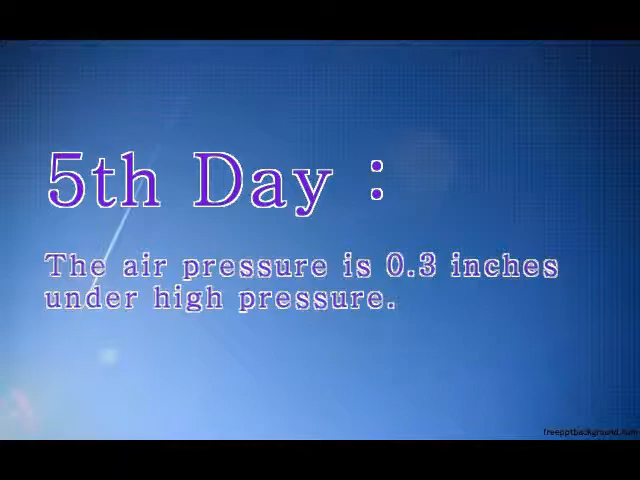 5th Day :
The air pressure is 0.3 inches
under high pressure.
freepptbackground.com